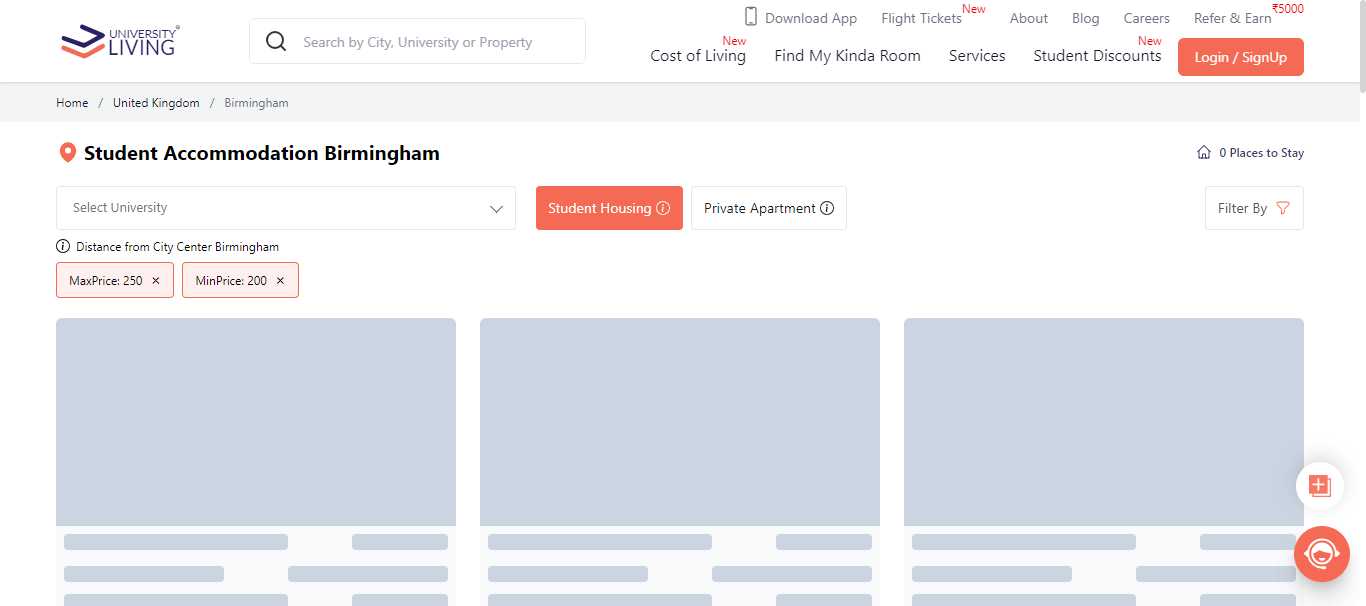 UNIVERSITY®
LIVING
Search by City, University or Property
Download App
Flight Tickets
New
About
Blog
Careers
Refer & Earn
₹5000
Cost of Living
New
Find My Kinda Room
Services
Student Discounts
New
Login / SignUp
Home / United Kingdom / Birmingham
Student Accommodation Birmingham
0 Places to Stay
Select University
Student Housing
Private Apartment
Filter By
Distance from City Center Birmingham
MaxPrice: 250 ×
MinPrice: 200 ×